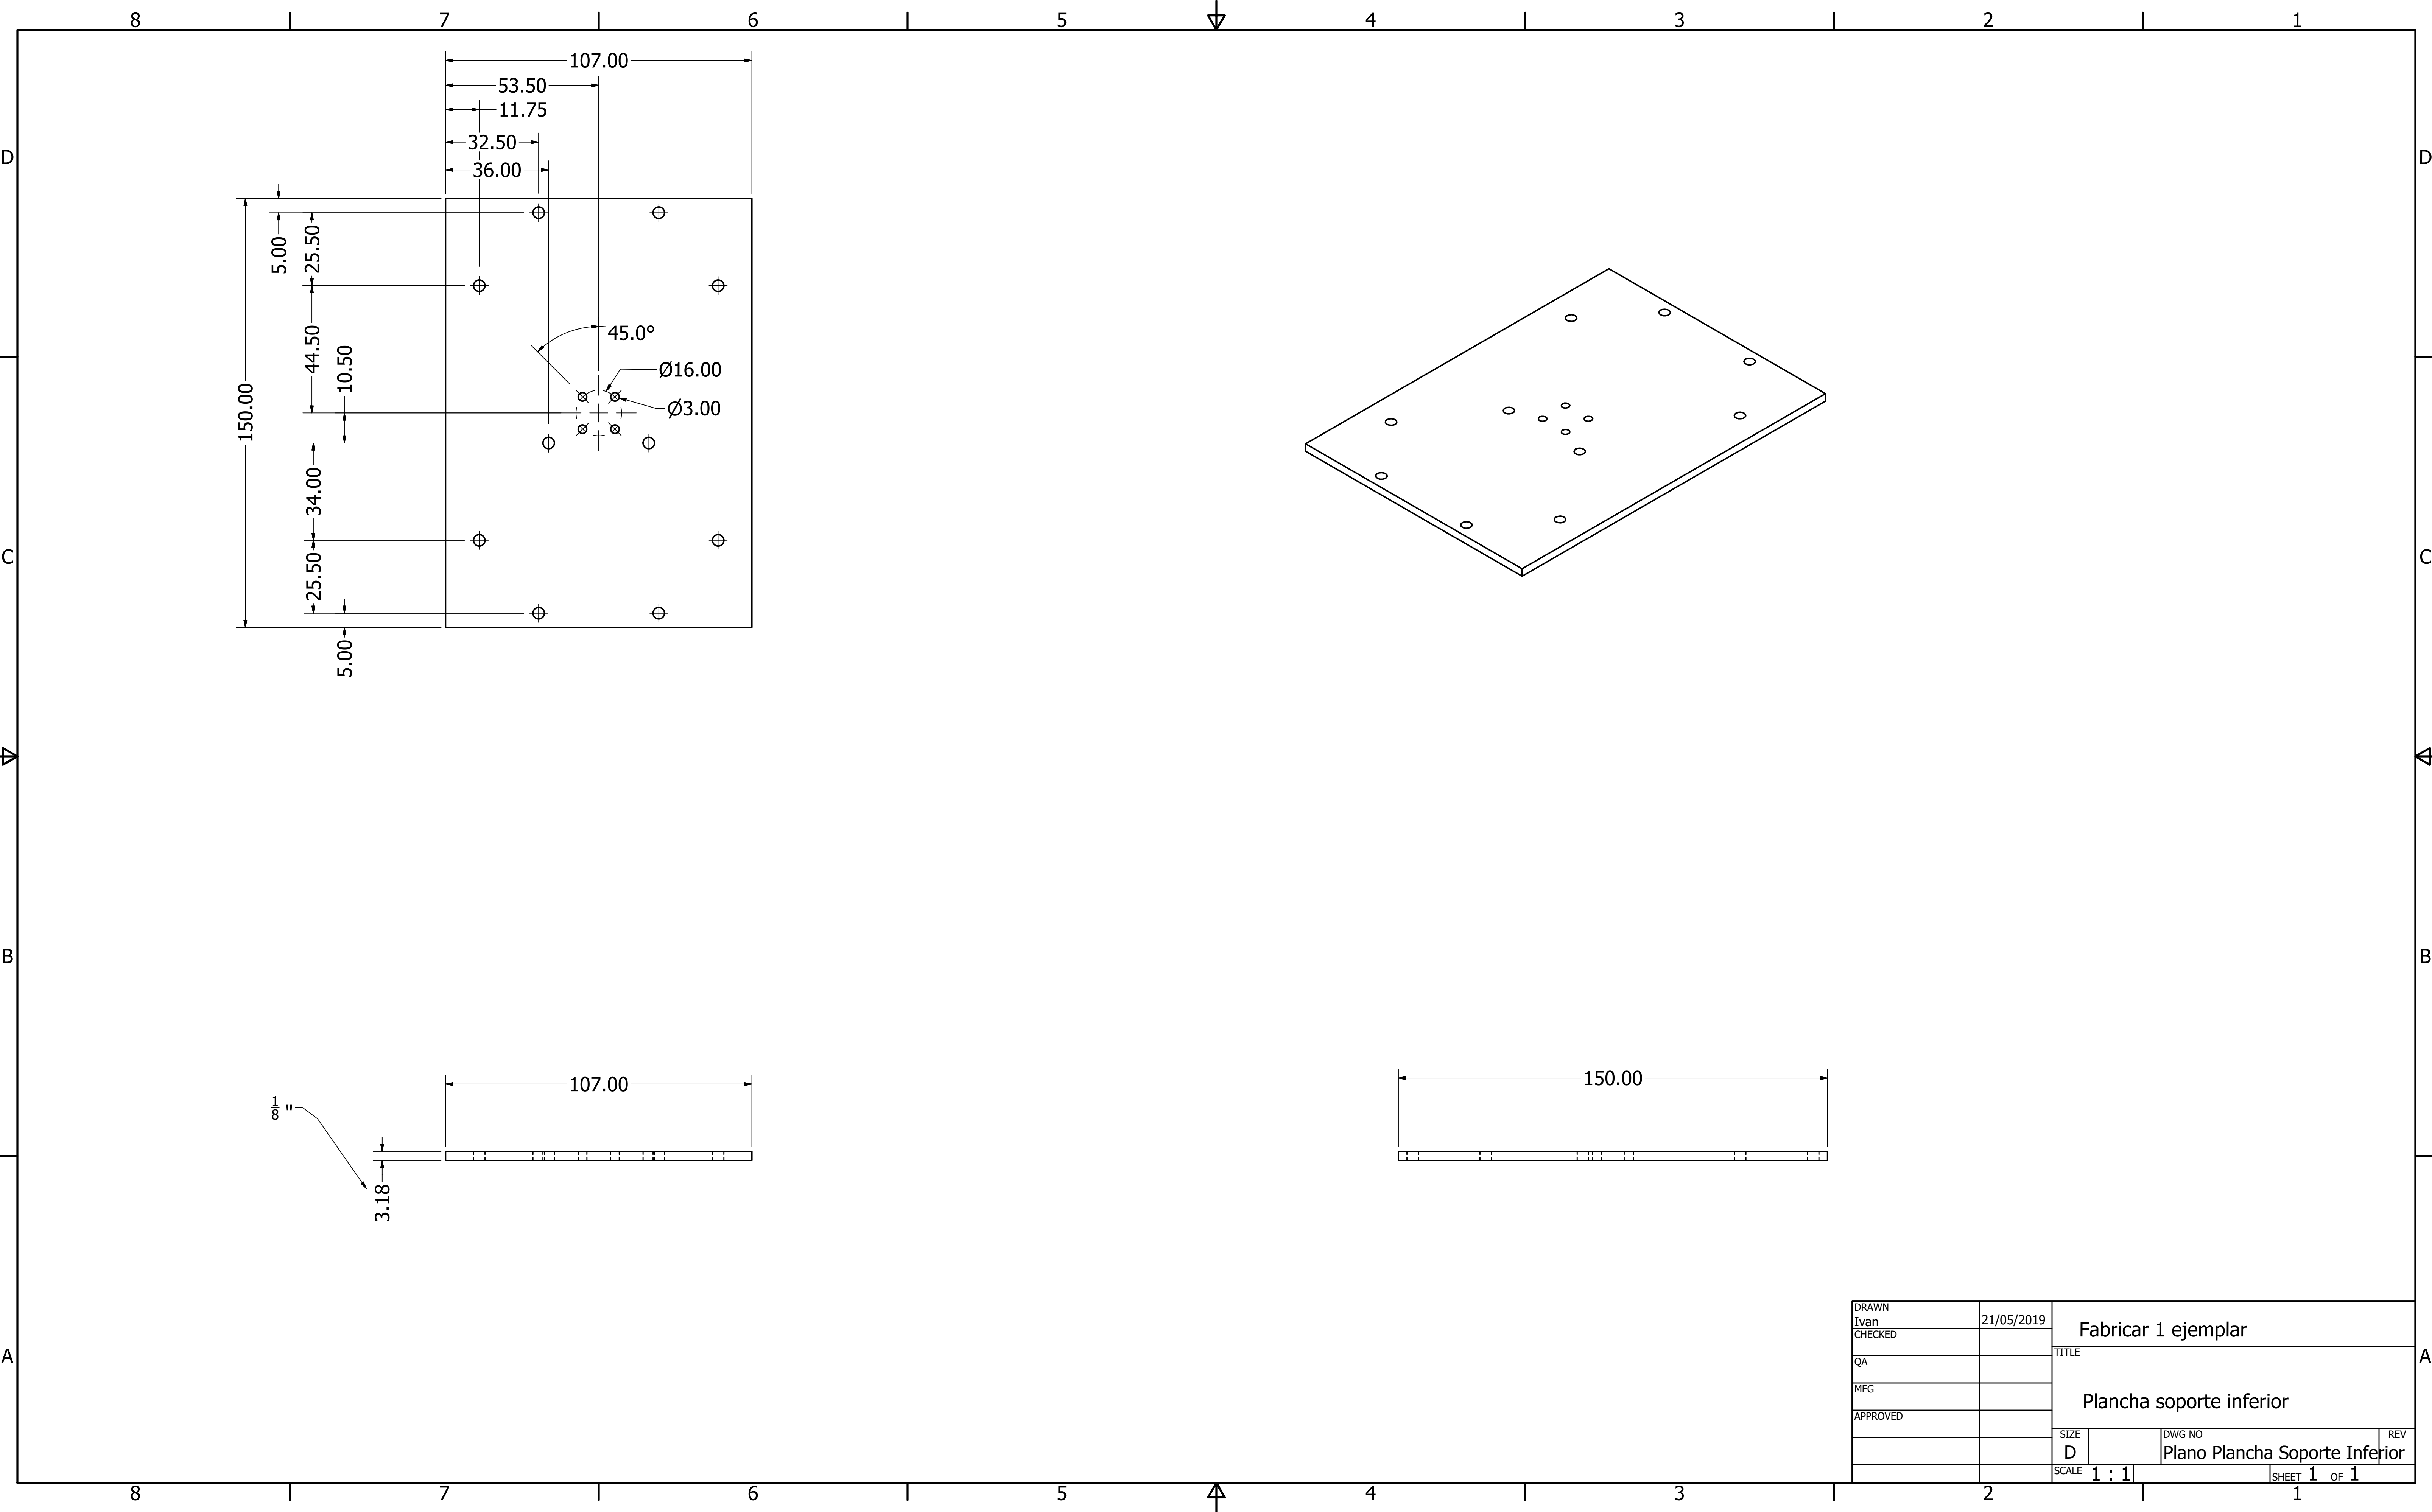 8 7 6 5 4 3 2 1
D D
C C
B B
A A
107.00
53.50
11.75
32.50
36.00
5.00
25.50
44.50
10.50
150.00
34.00
25.50
5.00
45.0°
Ø16.00
Ø3.00
107.00
1/8 "
3.18
150.00
DRAWN
Ivan
21/05/2019
CHECKED
QA
MFG
APPROVED
Fabricar 1 ejemplar
TITLE
Plancha soporte inferior
SIZE
D
DWG NO
Plano Plancha Soporte Inferior
REV
SCALE 1 : 1
SHEET 1 OF 1
8 7 6 5 4 3 2 1